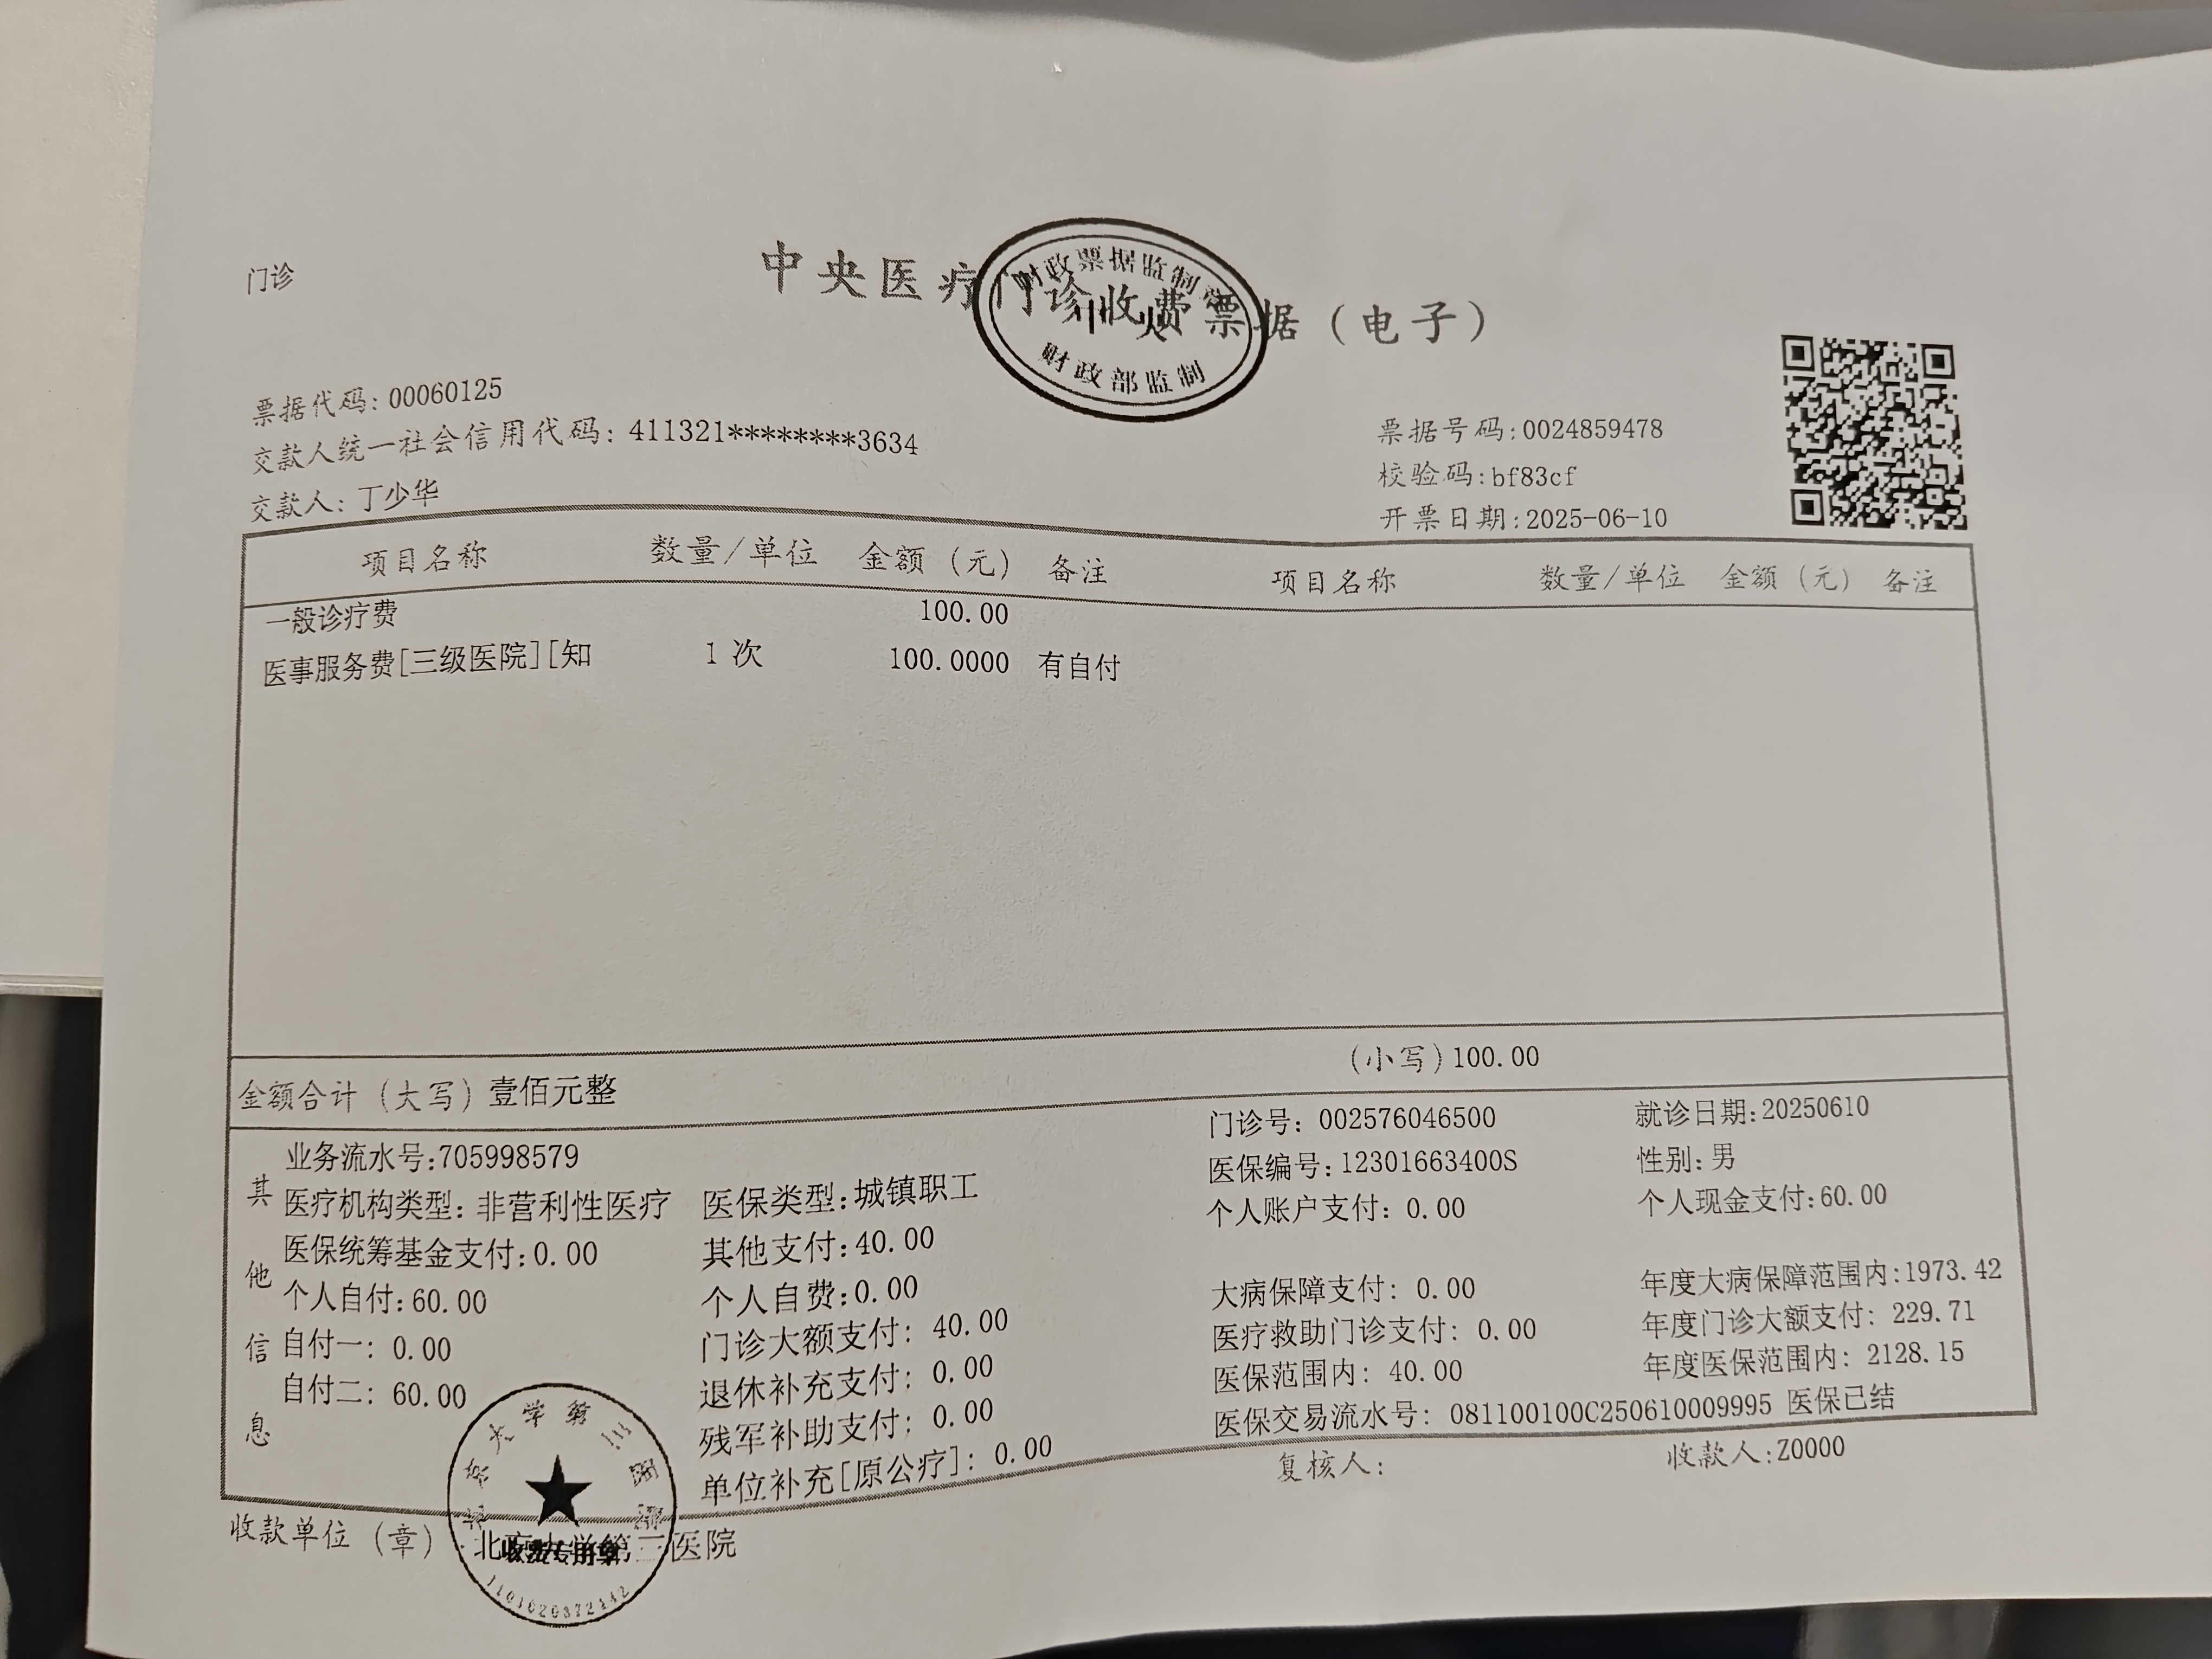 门诊
中央医疗门诊收费票据（电子）
财政票据监制章
财政部监制
票据代码：00060125
交款人统一社会信用代码：411321********3634
交款人：丁少华
票据号码:0024859478
校验码:bf83cf
开票日期:2025-06-10
项目名称 数量/单位 金额（元） 备注 项目名称 数量/单位 金额（元） 备注
一般诊疗费 100.00
医事服务费[三级医院][知 1 次 100.0000 有自付
金额合计（大写）壹佰元整 （小写）100.00
其他信息
业务流水号:705998579 门诊号：002576046500 就诊日期:20250610
医疗机构类型：非营利性医疗 医保类型:城镇职工 医保编号:12301663400S 性别:男
医保统筹基金支付:0.00 其他支付:40.00 个人账户支付：0.00 个人现金支付:60.00
个人自付:60.00 个人自费:0.00
自付一：0.00 门诊大额支付：40.00 大病保障支付：0.00 年度大病保障范围内:1973.42
自付二：60.00 退休补充支付：0.00 医疗救助门诊支付：0.00 年度门诊大额支付：229.71
残军补助支付：0.00 医保范围内：40.00 年度医保范围内：2128.15
单位补充[原公疗]：0.00 医保交易流水号：081100100C250610009995 医保已结
收款单位（章）：北京大学第三医院 复核人： 收款人:Z0000
北京大学第三医院